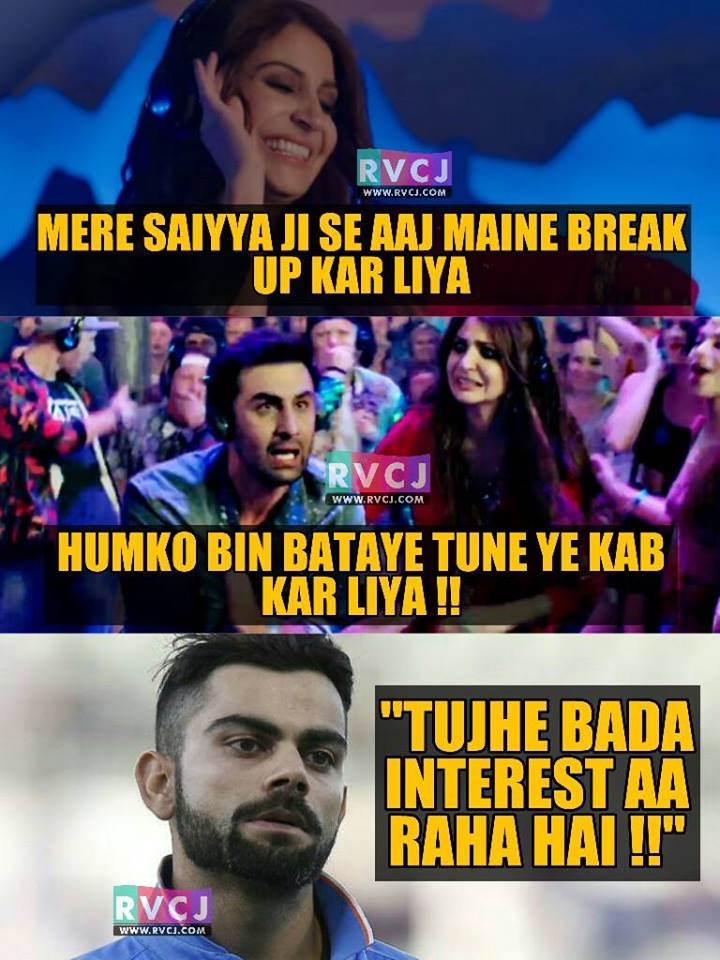 RVCJ
WWW.RVCJ.COM
MERE SAIYYA JI SE AAJ MAINE BREAK
UP KAR LIYA
RVCJ
WWW.RVCJ.COM
HUMKO BIN BATAYE TUNE YE KAB
KAR LIYA !!
"TUJHE BADA
INTEREST AA
RAHA HAI !!"
RVCJ
WWW.RVCJ.COM